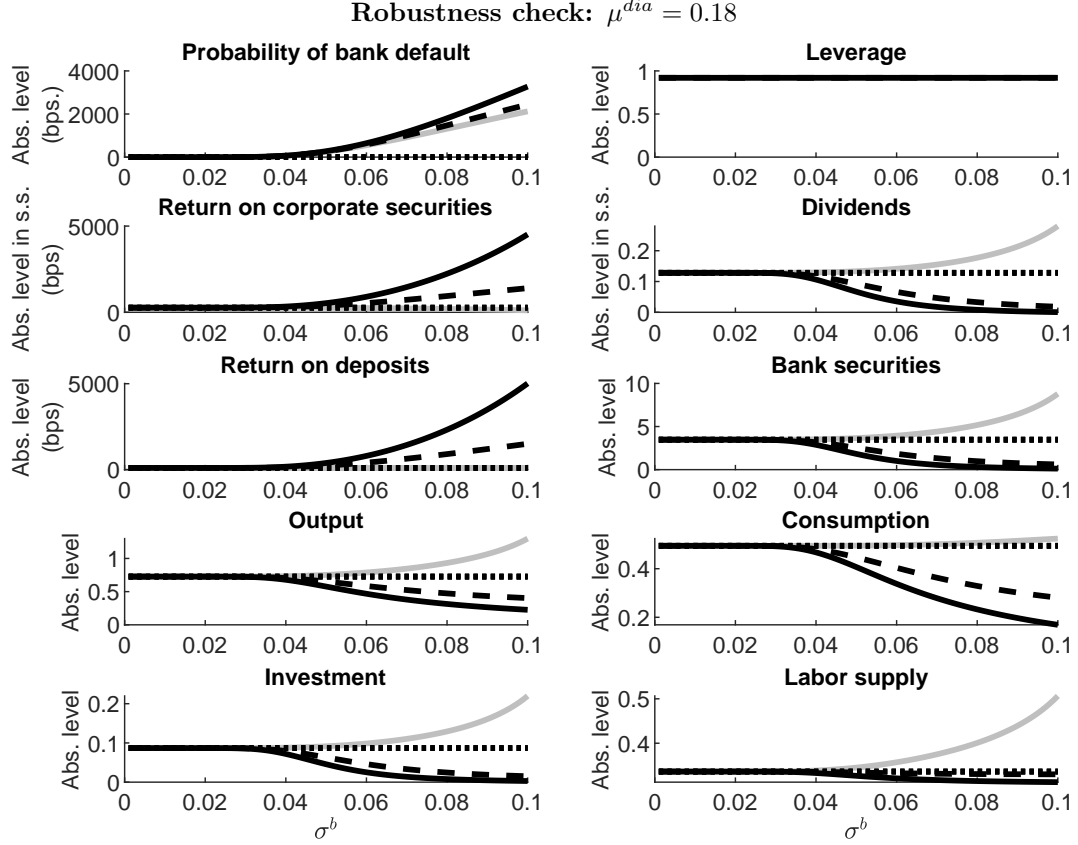 Robustness check: μ^{dia} = 0.18
Probability of bank default
Abs. level
(bps.)
4000
2000
0
0 0.02 0.04 0.06 0.08 0.1
Leverage
Abs. level
1
0.5
0
0 0.02 0.04 0.06 0.08 0.1
Return on corporate securities
Abs. level in s.s.
(bps)
5000
0
0 0.02 0.04 0.06 0.08 0.1
Dividends
Abs. level in s.s.
0.2
0.1
0
0 0.02 0.04 0.06 0.08 0.1
Return on deposits
Abs. level
(bps)
5000
0
0 0.02 0.04 0.06 0.08 0.1
Bank securities
Abs. level
10
5
0
0 0.02 0.04 0.06 0.08 0.1
Output
Abs. level
1
0.5
0
0 0.02 0.04 0.06 0.08 0.1
Consumption
Abs. level
0.4
0.2
0 0.02 0.04 0.06 0.08 0.1
Investment
Abs. level
0.2
0.1
0
0 0.02 0.04 0.06 0.08 0.1
σ^b
Labor supply
Abs. level
0.5
0.4
0 0.02 0.04 0.06 0.08 0.1
σ^b